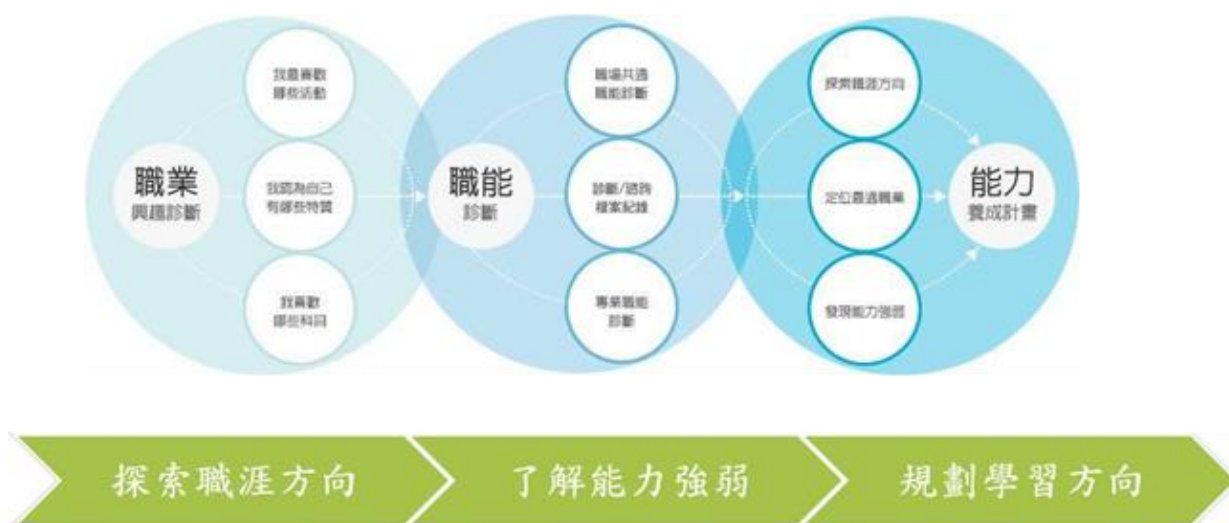 職業
興趣診斷
我最喜歡
哪些活動
我認為自己
有哪些特質
我喜歡
哪些科目
職能
診斷
職場共通
職能診斷
診斷/諮詢
檔案紀錄
專業職能
診斷
探索職涯方向
定位最適職業
發現能力強弱
能力
養成計畫
探索職涯方向
了解能力強弱
規劃學習方向